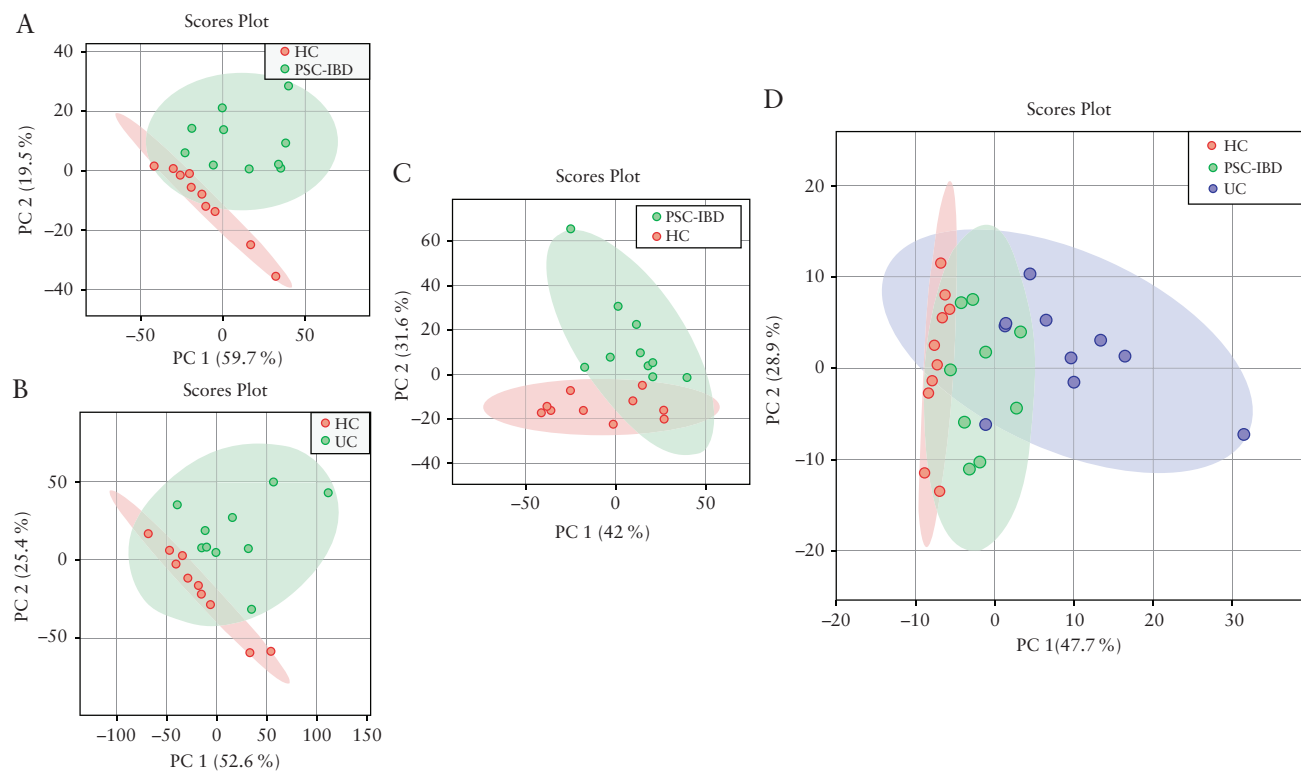 A
Scores Plot
HC
PSC-IBD
40
20
0
−20
−40
PC 2 (19.5 %)
−50
0
50
PC 1 (59.7 %)
B
Scores Plot
HC
UC
50
0
−50
PC 2 (25.4 %)
−100
−50
0
50
100
150
PC 1 (52.6 %)
C
Scores Plot
PSC-IBD
HC
60
40
20
0
−20
−40
PC 2 (31.6 %)
−50
0
50
PC 1 (42 %)
D
Scores Plot
HC
PSC-IBD
UC
20
10
0
−10
−20
PC 2 (28.9 %)
−20
−10
0
10
20
30
PC 1(47.7 %)